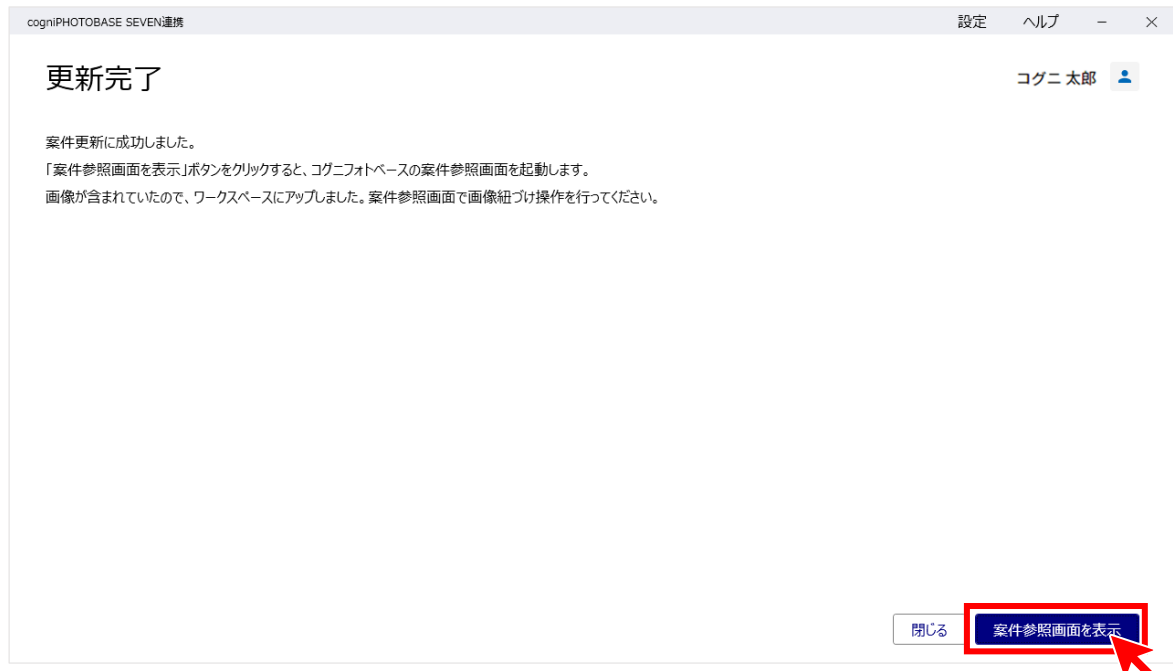 cogniPHOTOBASE SEVEN連携 設定 ヘルプ
更新完了
コグニ 太郎
案件更新に成功しました。
「案件参照画面を表示」ボタンをクリックすると、コグニフォトベースの案件参照画面を起動します。
画像が含まれていたので、ワークスペースにアップしました。案件参照画面で画像紐づけ操作を行ってください。
閉じる 案件参照画面を表示